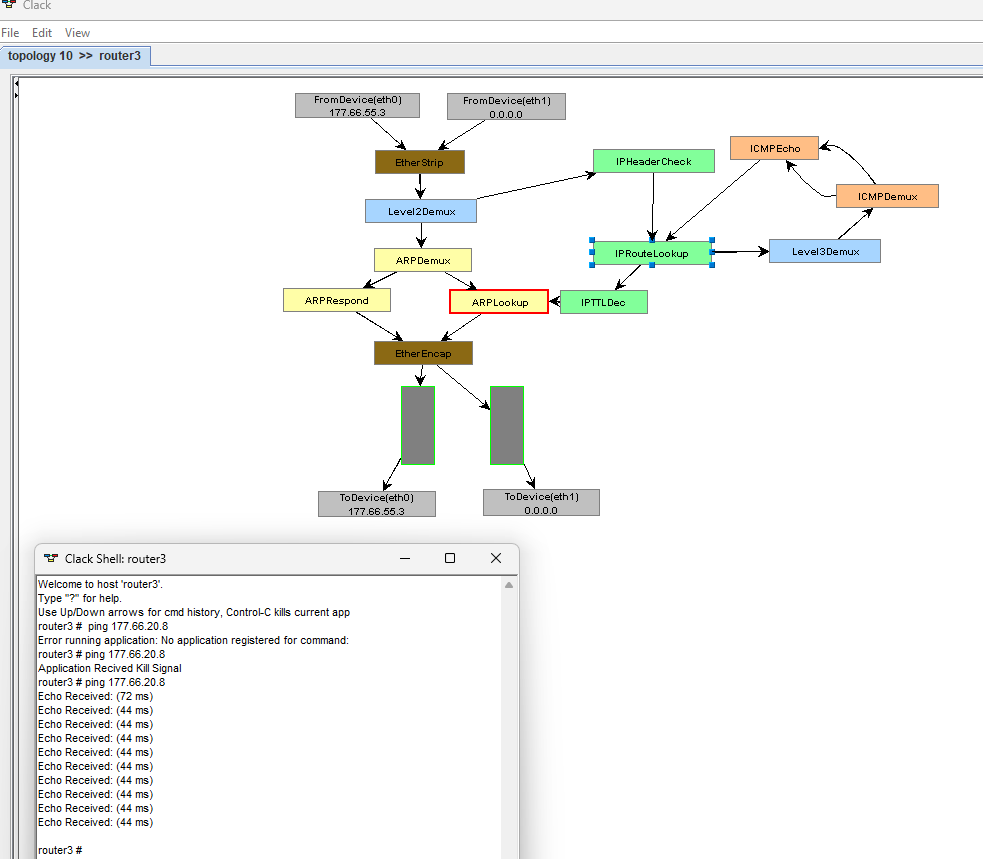 Clack
File Edit View
topology 10 >> router3
FromDevice(eth0)
177.66.55.3
FromDevice(eth1)
0.0.0.0
EtherStrip
IPHeaderCheck
ICMPEcho
ICMPDemux
Level2Demux
IPRouteLookup
Level3Demux
ARPDemux
ARPRespond
ARPLookup
IPTTLDec
EtherEncap
ToDevice(eth0)
177.66.55.3
ToDevice(eth1)
0.0.0.0
Clack Shell: router3
Welcome to host 'router3'.
Type "?" for help.
Use Up/Down arrows for cmd history, Control-C kills current app
router3 #  ping 177.66.20.8
Error running application: No application registered for command:
router3 # ping 177.66.20.8
Application Recived Kill Signal
router3 # ping 177.66.20.8
Echo Received: (72 ms)
Echo Received: (44 ms)
Echo Received: (44 ms)
Echo Received: (44 ms)
Echo Received: (44 ms)
Echo Received: (44 ms)
Echo Received: (44 ms)
Echo Received: (44 ms)
Echo Received: (44 ms)
Echo Received: (44 ms)
router3 #